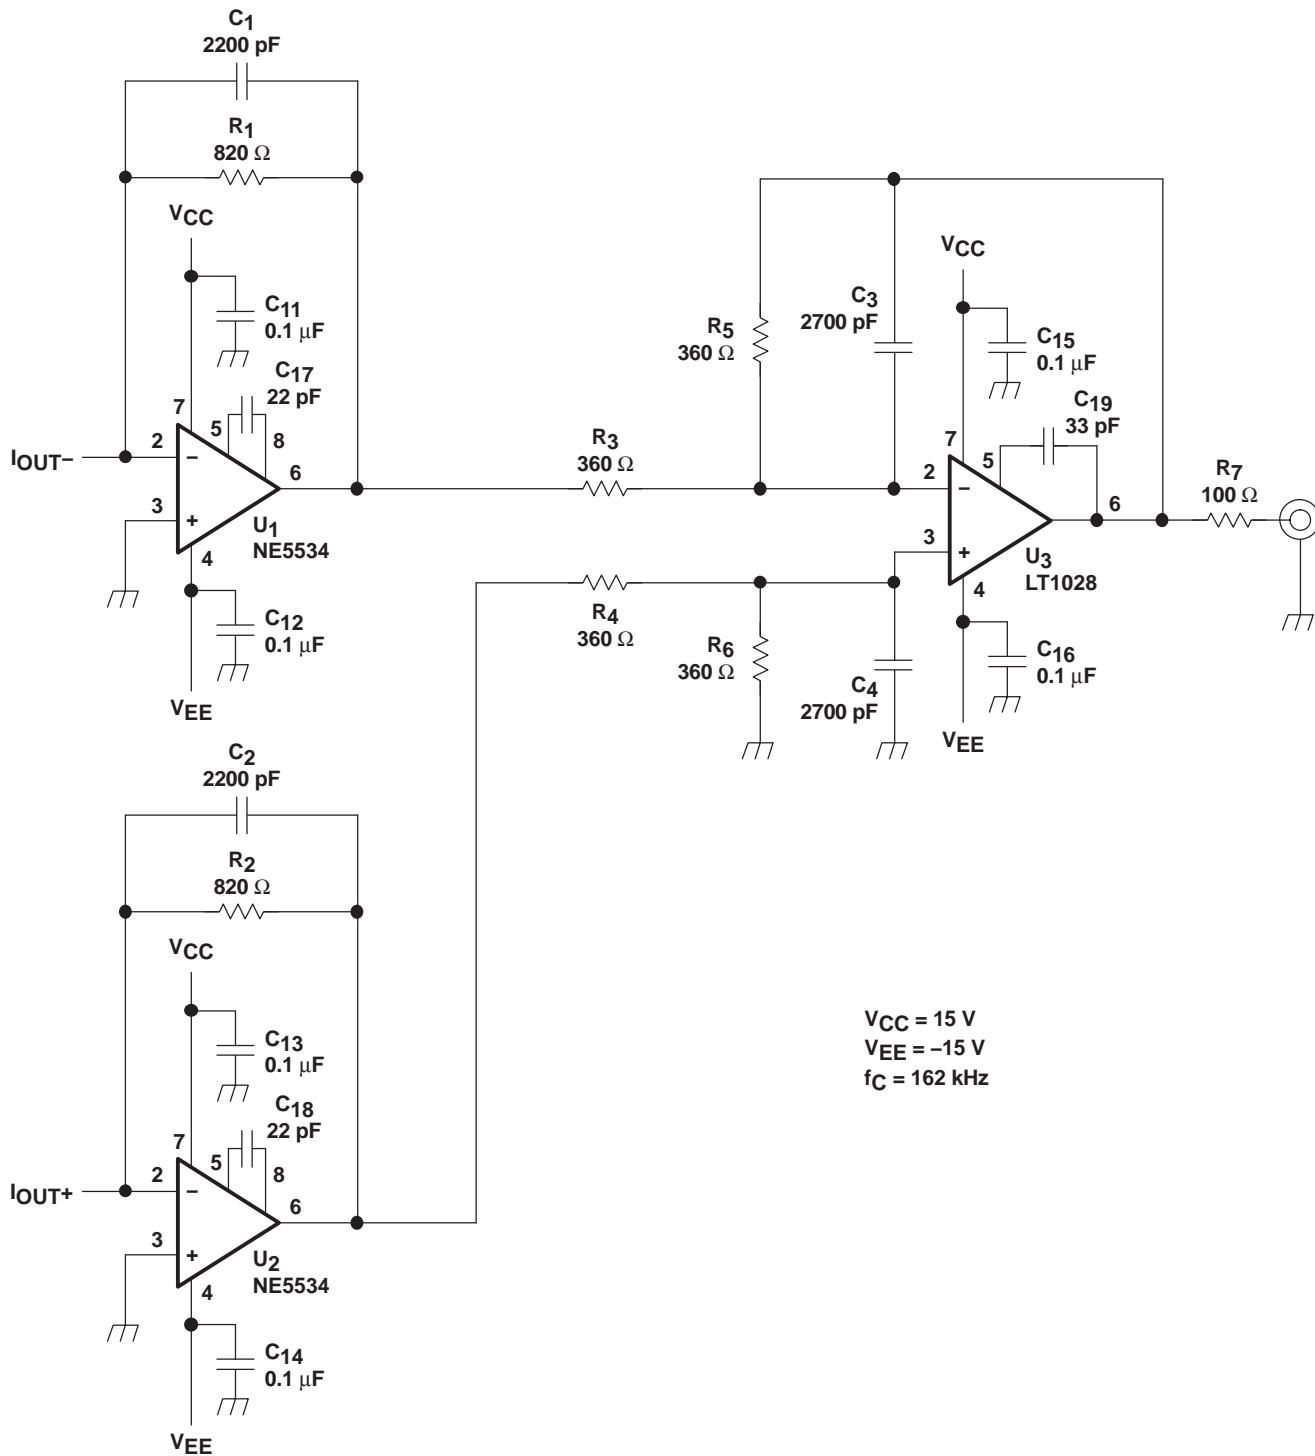 C1
2200 pF
R1
820 Ω
VCC
C11
0.1 μF
C17
22 pF
7
5
8
2
IOUT–
–
6
3
+
U1
NE5534
4
C12
0.1 μF
VEE
R3
360 Ω
R5
360 Ω
C3
2700 pF
VCC
C15
0.1 μF
C19
33 pF
7
5
2
–
6
R7
100 Ω
3
+
U3
LT1028
4
R4
360 Ω
R6
360 Ω
C4
2700 pF
C16
0.1 μF
VEE
C2
2200 pF
R2
820 Ω
VCC
C13
0.1 μF
C18
22 pF
7
5
8
2
IOUT+
–
6
3
+
U2
NE5534
4
C14
0.1 μF
VEE
VCC = 15 V
VEE = –15 V
fC = 162 kHz